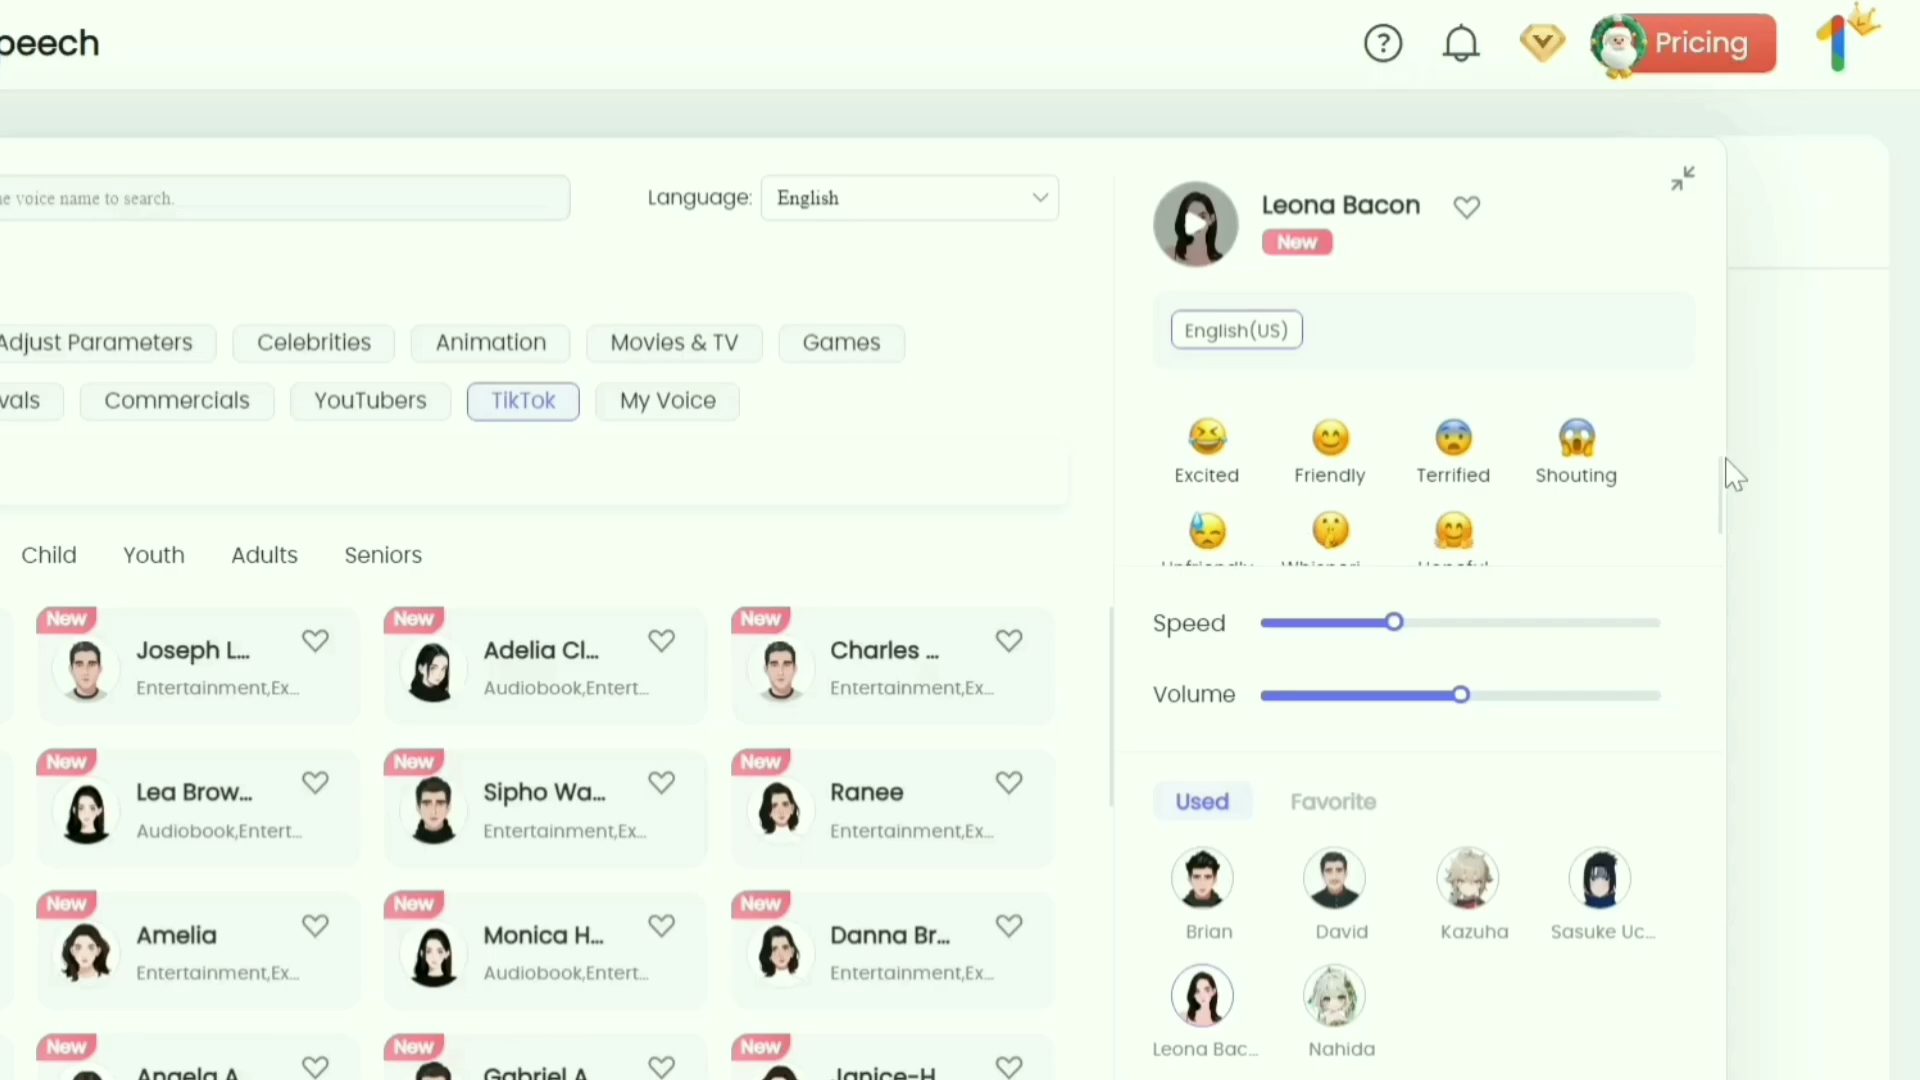 peech
Pricing
e voice name to search.
Language:
English
Leona Bacon
New
English(US)
Adjust Parameters
Celebrities
Animation
Movies & TV
Games
vals
Commercials
YouTubers
TikTok
My Voice
Excited
Friendly
Terrified
Shouting
Child
Youth
Adults
Seniors
Speed
Volume
New
Joseph L...
Entertainment,Ex...
New
Adelia Cl...
Audiobook,Entert...
New
Charles ...
Entertainment,Ex...
New
Lea Brow...
Audiobook,Entert...
New
Sipho Wa...
Entertainment,Ex...
New
Ranee
Entertainment,Ex...
New
Amelia
Entertainment,Ex...
New
Monica H...
Audiobook,Entert...
New
Danna Br...
Entertainment,Ex...
New
Angela A
New
Gabriel A
New
Janice-H
Used
Favorite
Brian
David
Kazuha
Sasuke Uc...
Leona Bac...
Nahida